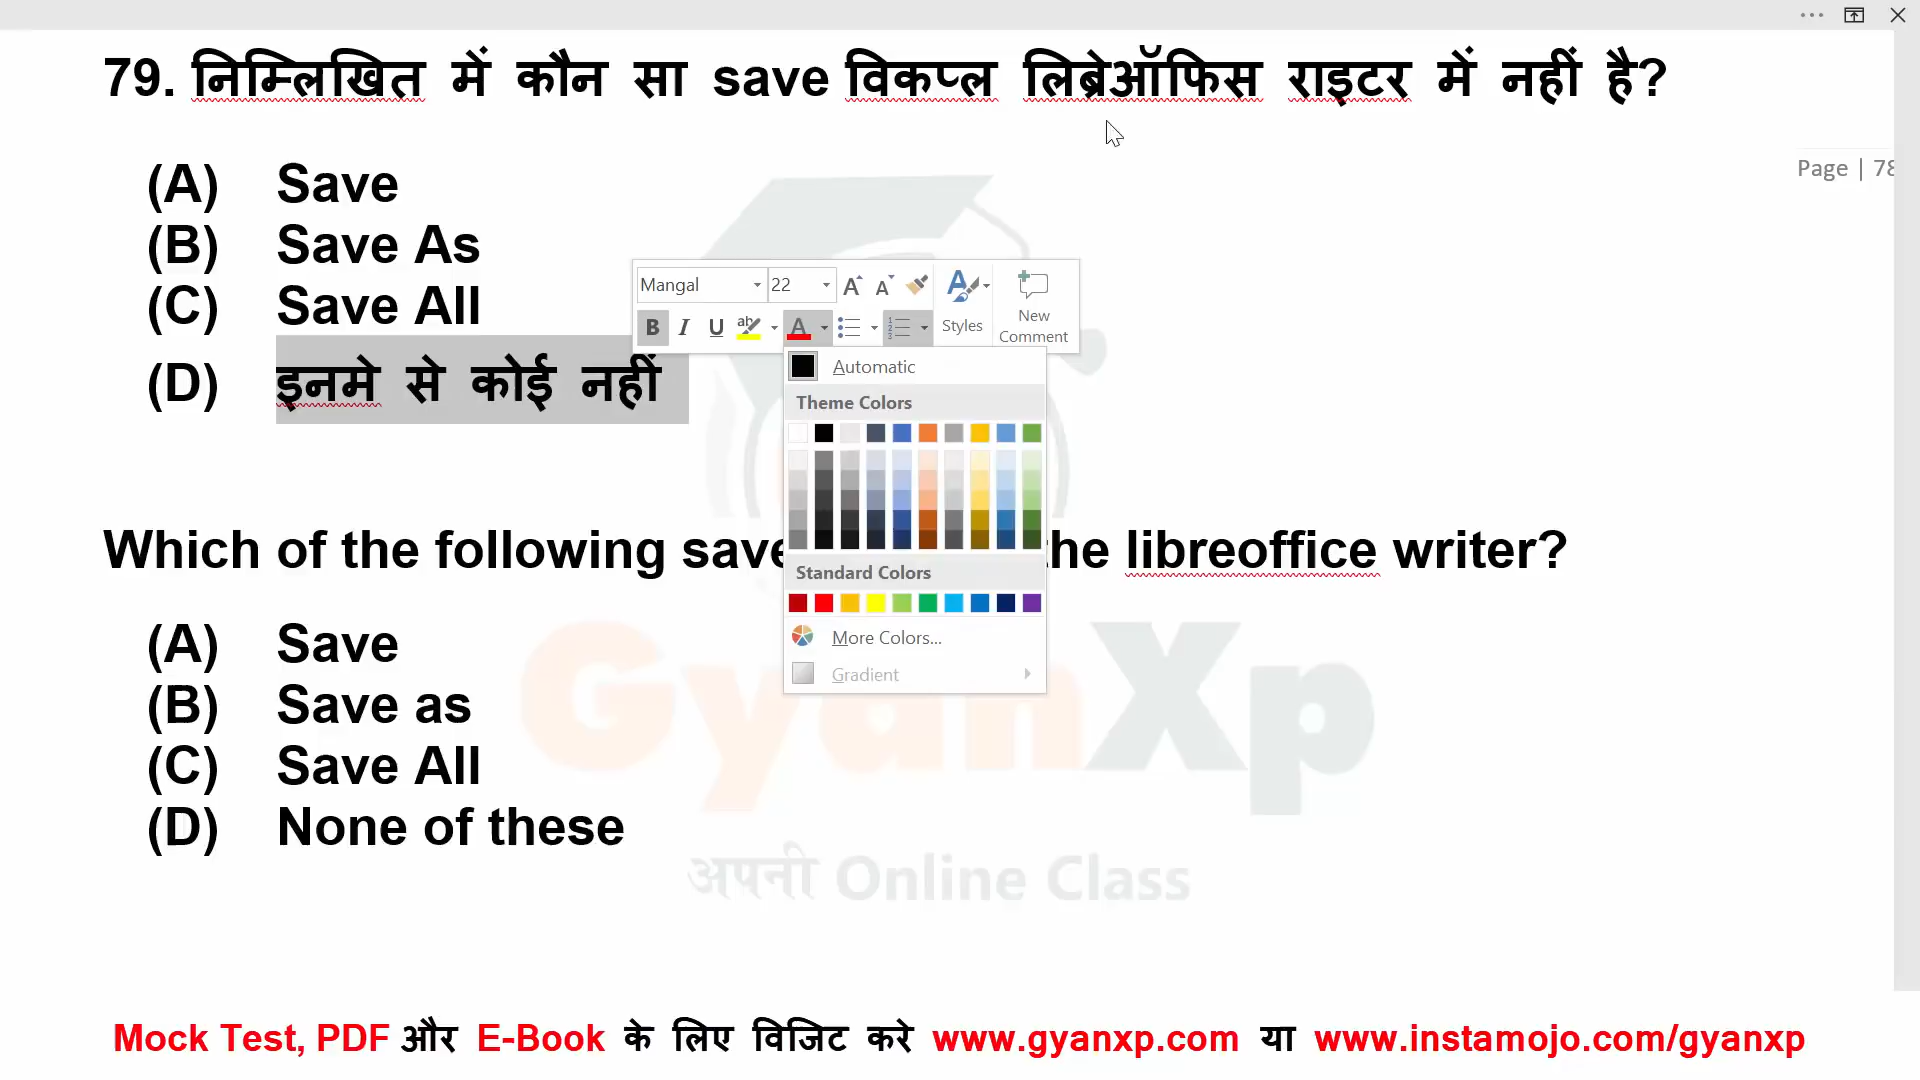 79. निम्लिखित में कौन सा save विकप्ल लिब्रेऑफिस राइटर में नहीं है?
Page | 78
(A) Save
(B) Save As
(C) Save All
(D) इनमे से कोई नहीं
Mangal 22
Styles
New Comment
Automatic
Theme Colors
Standard Colors
More Colors...
Gradient
Which of the following save the libreoffice writer?
(A) Save
(B) Save as
(C) Save All
(D) None of these
GyanXp
अपनी Online Class
Mock Test, PDF और E-Book के लिए विजिट करे www.gyanxp.com या www.instamojo.com/gyanxp